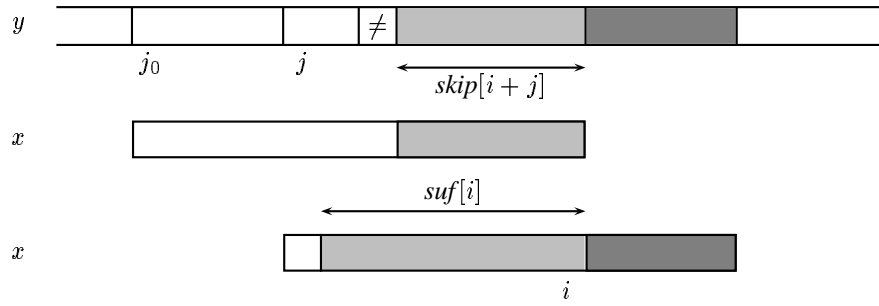 y ≠
j₀ j
skip[i + j]
x
suf[i]
x
i